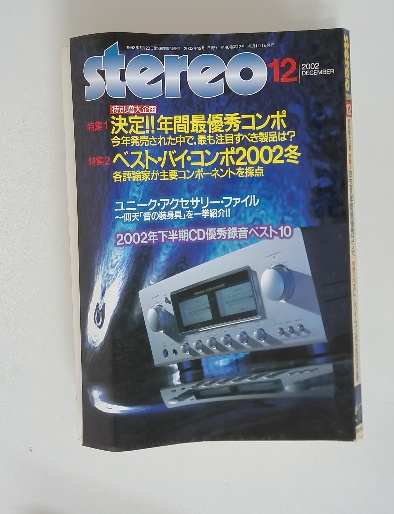 stereo
12
2002
DECEMBER
特別増大企画
特集1 決定!!年間最優秀コンポ
今年発売された中で、最も注目すべき製品は?
特集2 ベスト・バイ・コンポ2002冬
各評論家が主要コンポーネントを採点
ユニーク・アクセサリー・ファイル
〜仰天「音の装身具」を一挙紹介!!
2002年下半期CD優秀録音ベスト10